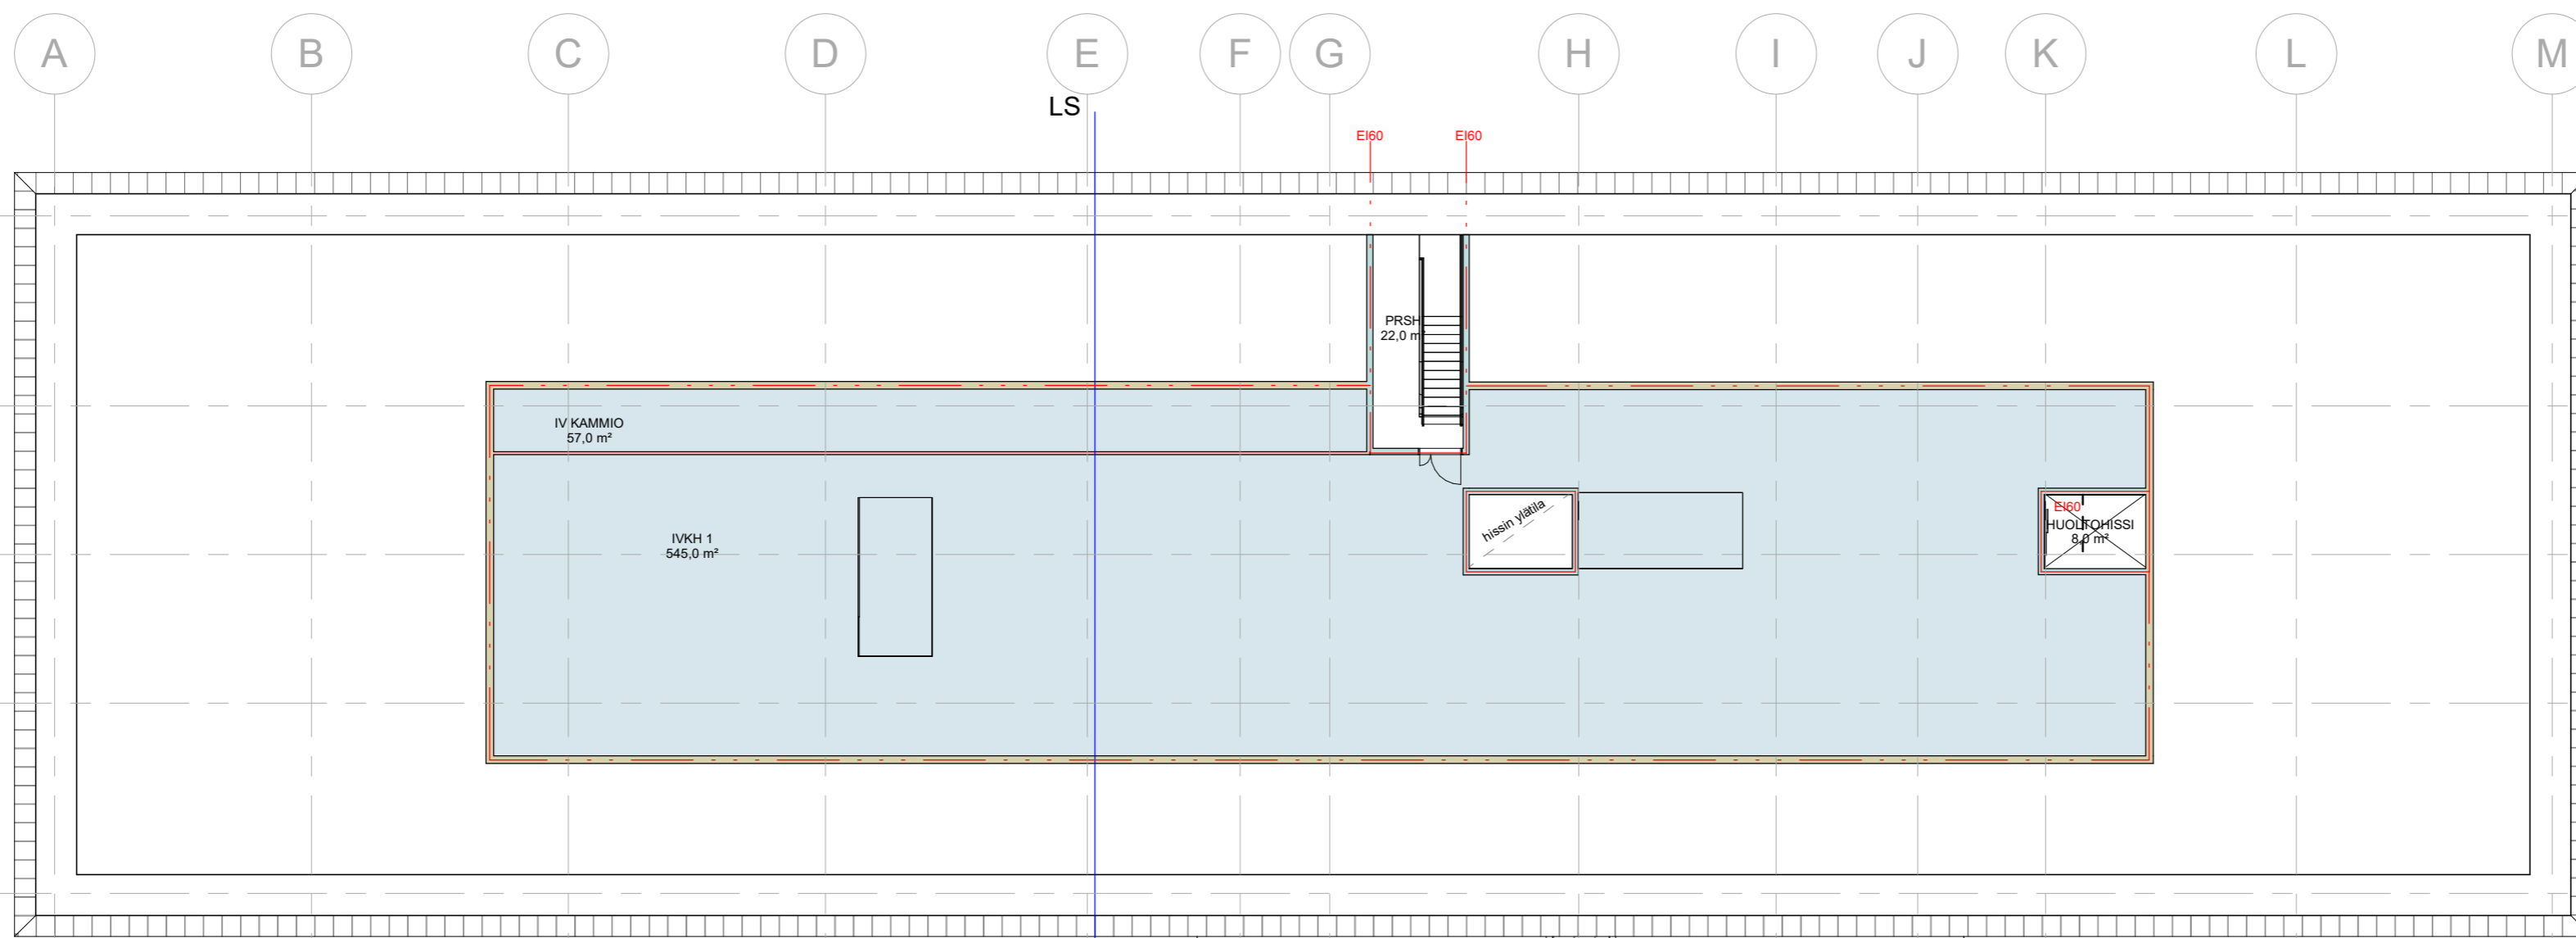 A B C D E F G H I J K L M
LS
EI60 EI60
PRSH
22,0 m²
IV KAMMIO
57,0 m²
IVKH 1
545,0 m²
hissin ylätila
EI60
HUOLTOHISSI
8,0 m²